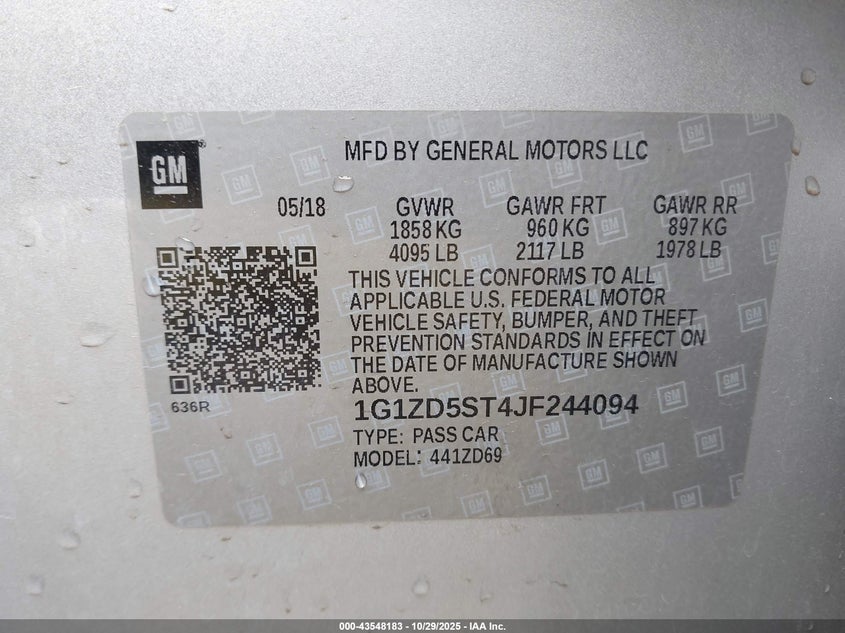 GM
MFD BY GENERAL MOTORS LLC
05/18 GVWR GAWR FRT GAWR RR
1858 KG 960 KG 897 KG
4095 LB 2117 LB 1978 LB
THIS VEHICLE CONFORMS TO ALL
APPLICABLE U.S. FEDERAL MOTOR
VEHICLE SAFETY, BUMPER, AND THEFT
PREVENTION STANDARDS IN EFFECT ON
THE DATE OF MANUFACTURE SHOWN
ABOVE.
636R
1G1ZD5ST4JF244094
TYPE: PASS CAR
MODEL: 441ZD69
000-43548183 - 10/29/2025 - IAA Inc.